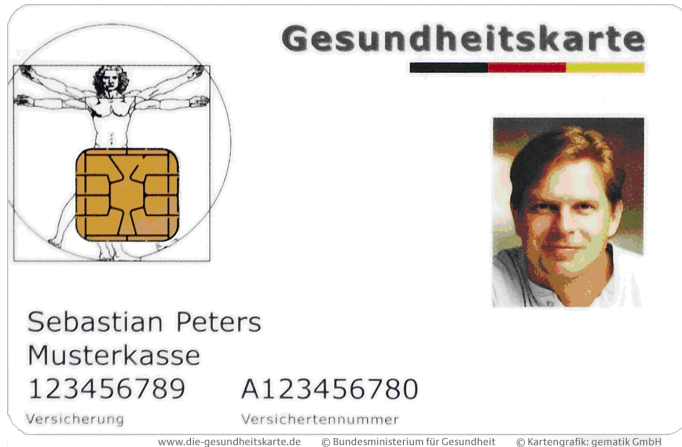 Gesundheitskarte
Sebastian Peters
Musterkasse
123456789 A123456780
Versicherung Versichertennummer
www.die-gesundheitskarte.de © Bundesministerium für Gesundheit © Kartengrafik: gematik GmbH